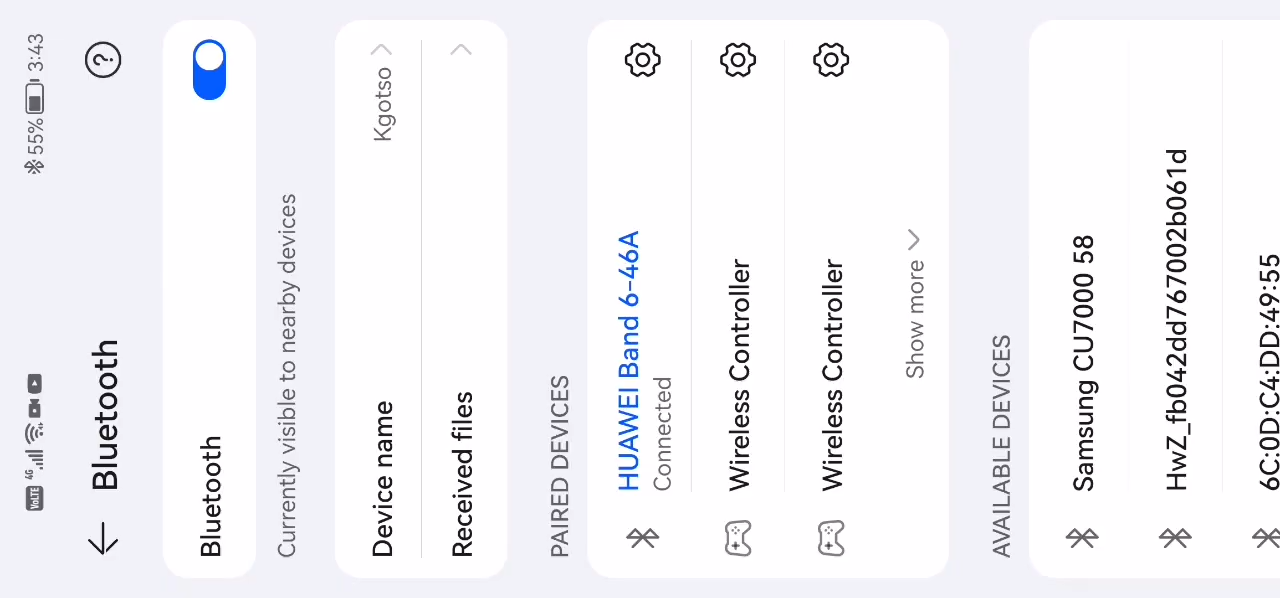 VoLTE 4G 55% 3:43
Bluetooth
Bluetooth
Currently visible to nearby devices
Device name Kgotso
Received files
PAIRED DEVICES
HUAWEI Band 6-46A
Connected
Wireless Controller
Wireless Controller
Show more
AVAILABLE DEVICES
Samsung CU7000 58
HwZ_fb042dd767002b061d
6C:0D:C4:DD:49:55